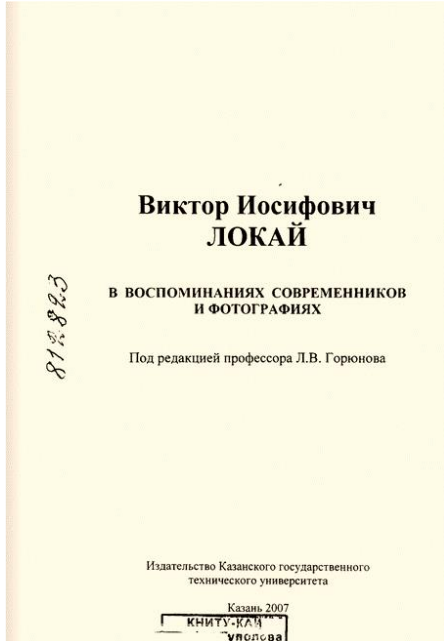 Виктор Иосифович
ЛОКАЙ
В ВОСПОМИНАНИЯХ СОВРЕМЕННИКОВ
И ФОТОГРАФИЯХ
812823
Под редакцией профессора Л.В. Горюнова
Издательство Казанского государственного
технического университета
Казань 2007
КНИТУ-КАИ